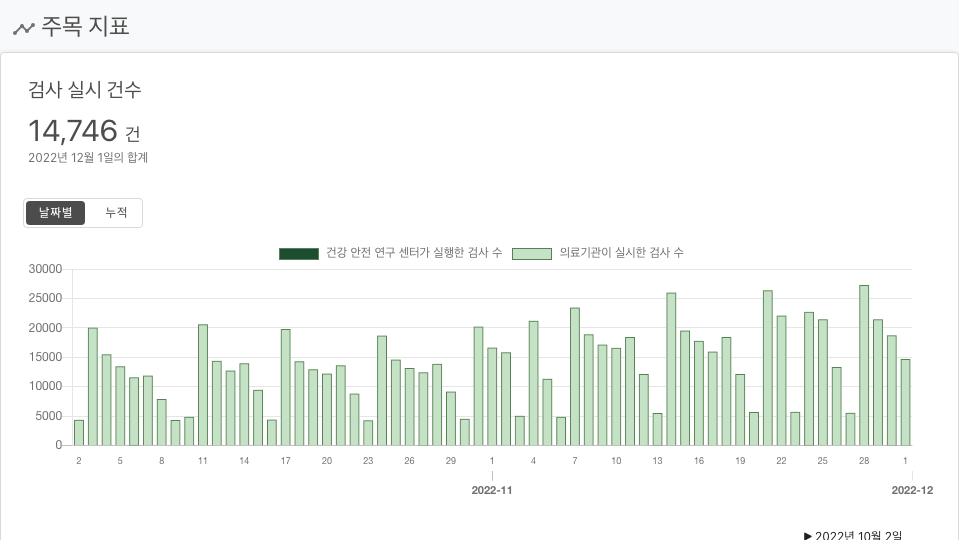 주목 지표
검사 실시 건수
14,746 건
2022년 12월 1일의 합계
날짜별 누적
건강 안전 연구 센터가 실행한 검사 수 의료기관이 실시한 검사 수
30000
25000
20000
15000
10000
5000
0
2 5 8 11 14 17 20 23 26 29 1 4 7 10 13 16 19 22 25 28 1
2022-11 2022-12
▶ 2022년 10월 2일